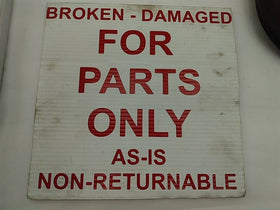 BROKEN - DAMAGED
FOR
PARTS
ONLY
AS-IS
NON-RETURNABLE